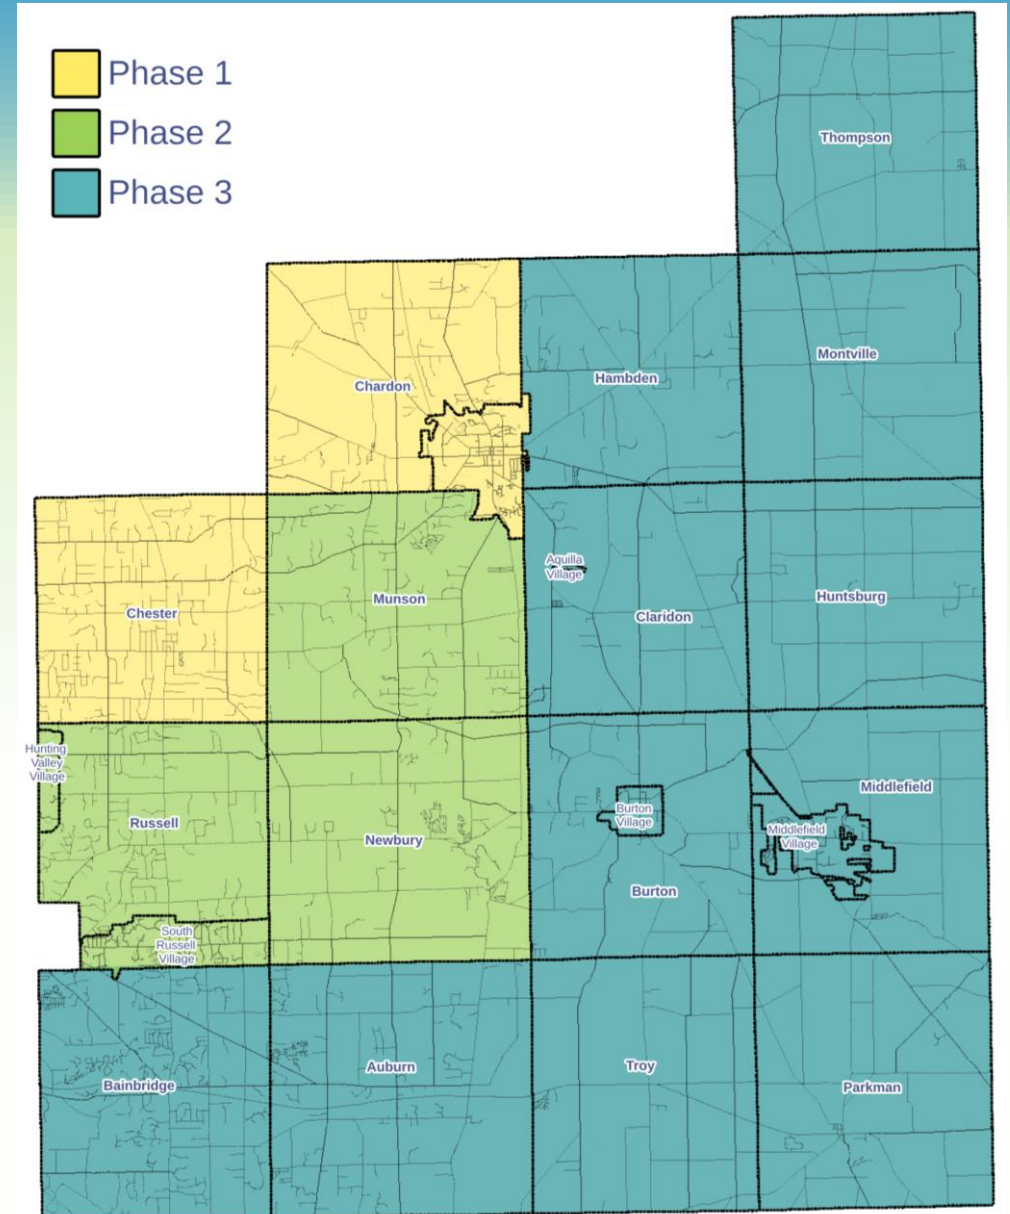 Phase 1
Phase 2
Phase 3
Thompson
Montville
Hambden
Chardon
Aquilla
Village
Huntsburg
Munson
Chester
Claridon
Hunting
Valley
Village
Middlefield
Burton
Village
Russell
Middlefield
Village
Newbury
Burton
South
Russell
Village
Auburn
Troy
Bainbridge
Parkman